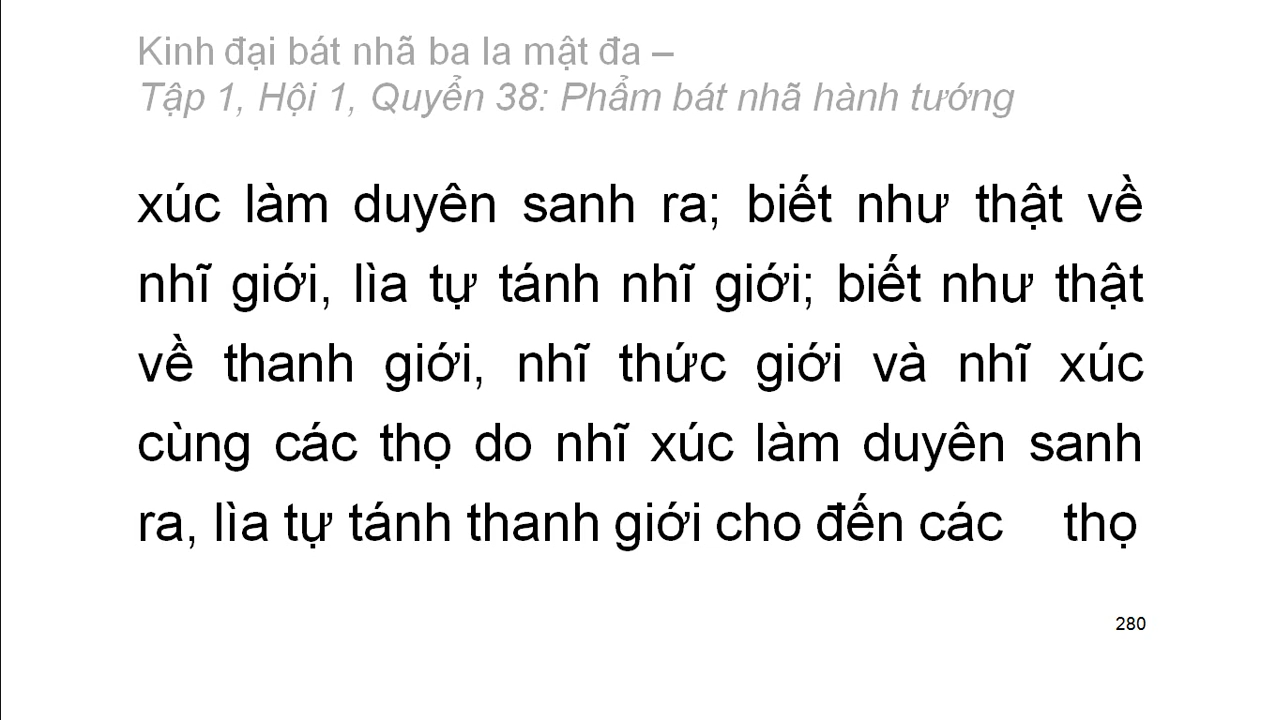 Kinh đại bát nhã ba la mật đa –
Tập 1, Hội 1, Quyển 38: Phẩm bát nhã hành tướng
xúc làm duyên sanh ra; biết như thật về
nhĩ giới, lìa tự tánh nhĩ giới; biết như thật
về thanh giới, nhĩ thức giới và nhĩ xúc
cùng các thọ do nhĩ xúc làm duyên sanh
ra, lìa tự tánh thanh giới cho đến các thọ
280